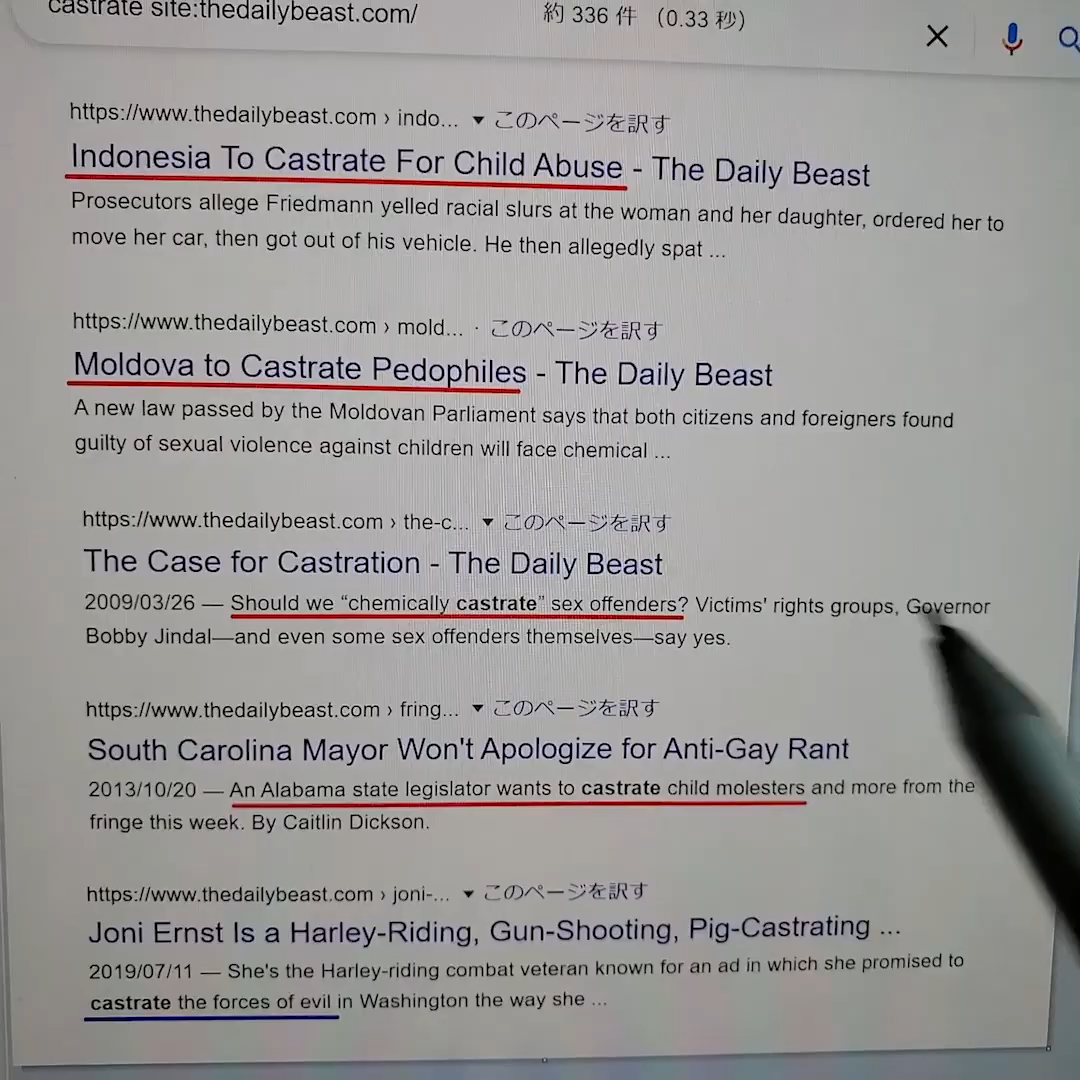 castrate site:thedailybeast.com/ 約 336 件 （0.33 秒）
https://www.thedailybeast.com › indo... ▼ このページを訳す
Indonesia To Castrate For Child Abuse - The Daily Beast
Prosecutors allege Friedmann yelled racial slurs at the woman and her daughter, ordered her to
move her car, then got out of his vehicle. He then allegedly spat ...
https://www.thedailybeast.com › mold... · このページを訳す
Moldova to Castrate Pedophiles - The Daily Beast
A new law passed by the Moldovan Parliament says that both citizens and foreigners found
guilty of sexual violence against children will face chemical ...
https://www.thedailybeast.com › the-c... ▼ このページを訳す
The Case for Castration - The Daily Beast
2009/03/26 — Should we “chemically castrate” sex offenders? Victims' rights groups, Governor
Bobby Jindal—and even some sex offenders themselves—say yes.
https://www.thedailybeast.com › fring... ▼ このページを訳す
South Carolina Mayor Won't Apologize for Anti-Gay Rant
2013/10/20 — An Alabama state legislator wants to castrate child molesters and more from the
fringe this week. By Caitlin Dickson.
https://www.thedailybeast.com › joni-... ▼ このページを訳す
Joni Ernst Is a Harley-Riding, Gun-Shooting, Pig-Castrating ...
2019/07/11 — She's the Harley-riding combat veteran known for an ad in which she promised to
castrate the forces of evil in Washington the way she ...